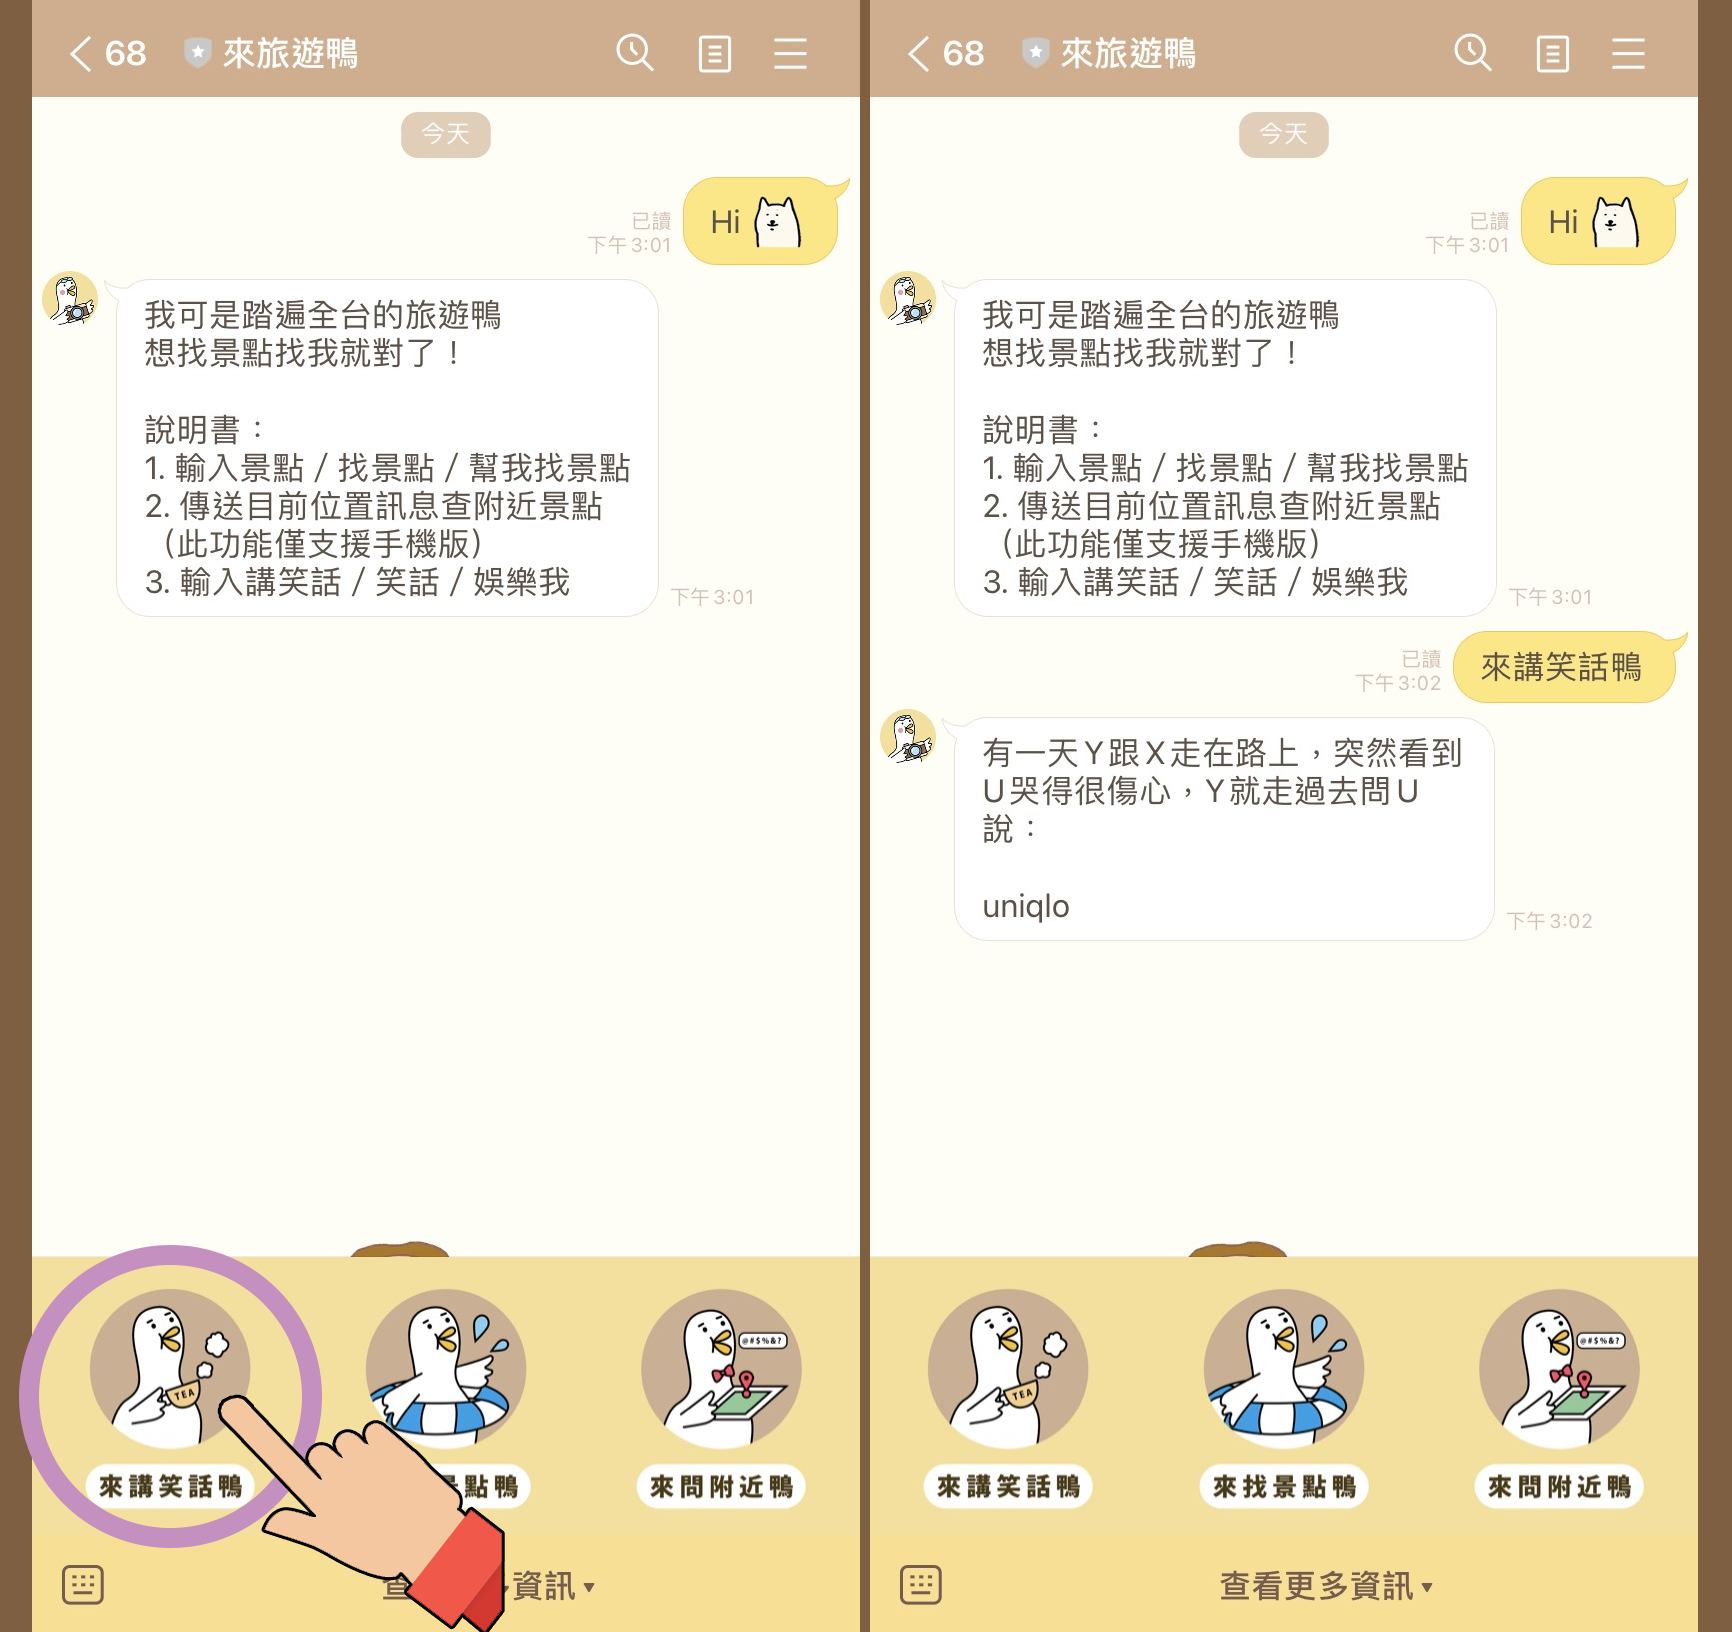 68 來旅遊鴨
今天
Hi
已讀
下午 3:01
我可是踏遍全台的旅遊鴨
想找景點找我就對了！
說明書：
1. 輸入景點 / 找景點 / 幫我找景點
2. 傳送目前位置訊息查附近景點
（此功能僅支援手機版）
3. 輸入講笑話 / 笑話 / 娛樂我
下午 3:01
TEA
@#$%&?
來講笑話鴨
景點鴨
來問附近鴨
查
資訊 ▾
68 來旅遊鴨
今天
Hi
已讀
下午 3:01
我可是踏遍全台的旅遊鴨
想找景點找我就對了！
說明書：
1. 輸入景點 / 找景點 / 幫我找景點
2. 傳送目前位置訊息查附近景點
（此功能僅支援手機版）
3. 輸入講笑話 / 笑話 / 娛樂我
下午 3:01
來講笑話鴨
已讀
下午 3:02
有一天Y跟X走在路上，突然看到
U哭得很傷心，Y就走過去問U
說：
uniqlo
下午 3:02
TEA
@#$%&?
來講笑話鴨
來找景點鴨
來問附近鴨
查看更多資訊 ▾